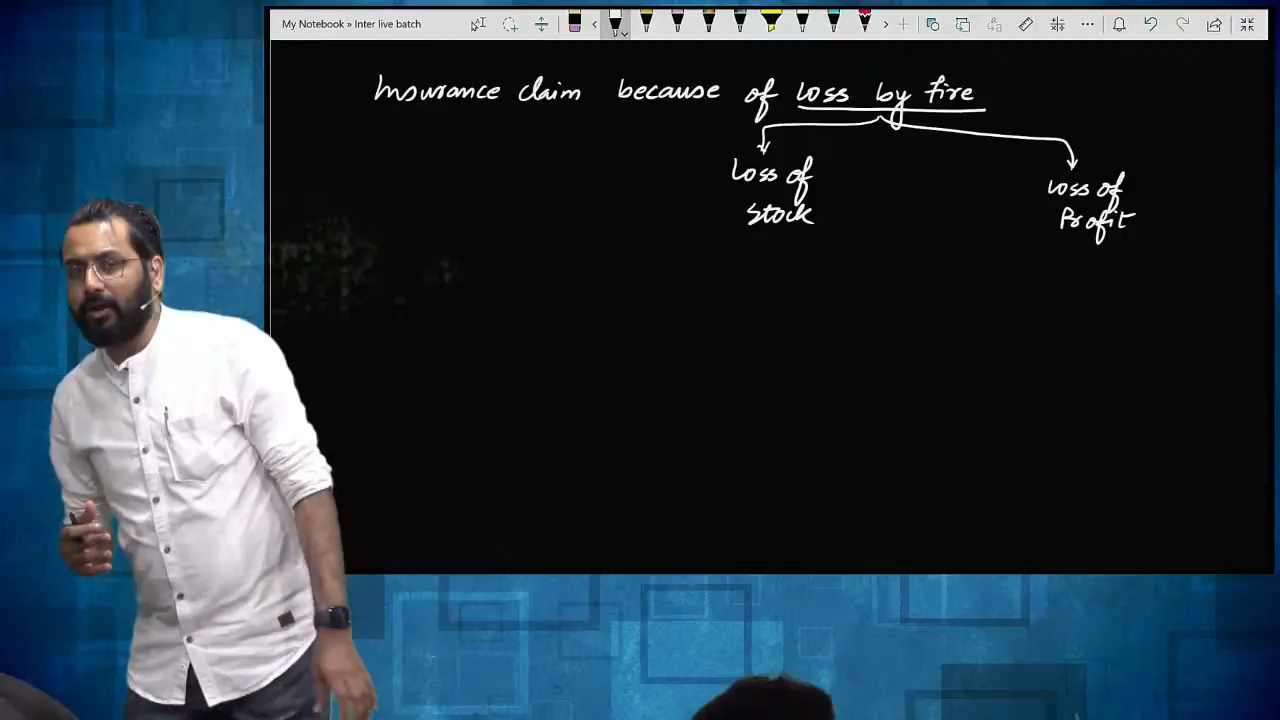 My Notebook » Inter live batch
Insurance claim because of loss by fire
Loss of
Stock
Loss of
Profit